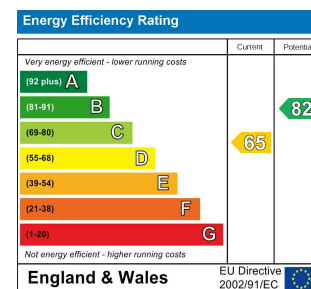 Energy Efficiency Rating
Current Potentia
Very energy efficient - lower running costs
(92 plus) A
(81-91) B
(69-80) C
(55-68) D
(39-54) E
(21-38) F
(1-20) G
65
82
Not energy efficient - higher running costs
England & Wales
EU Directive
2002/91/EC